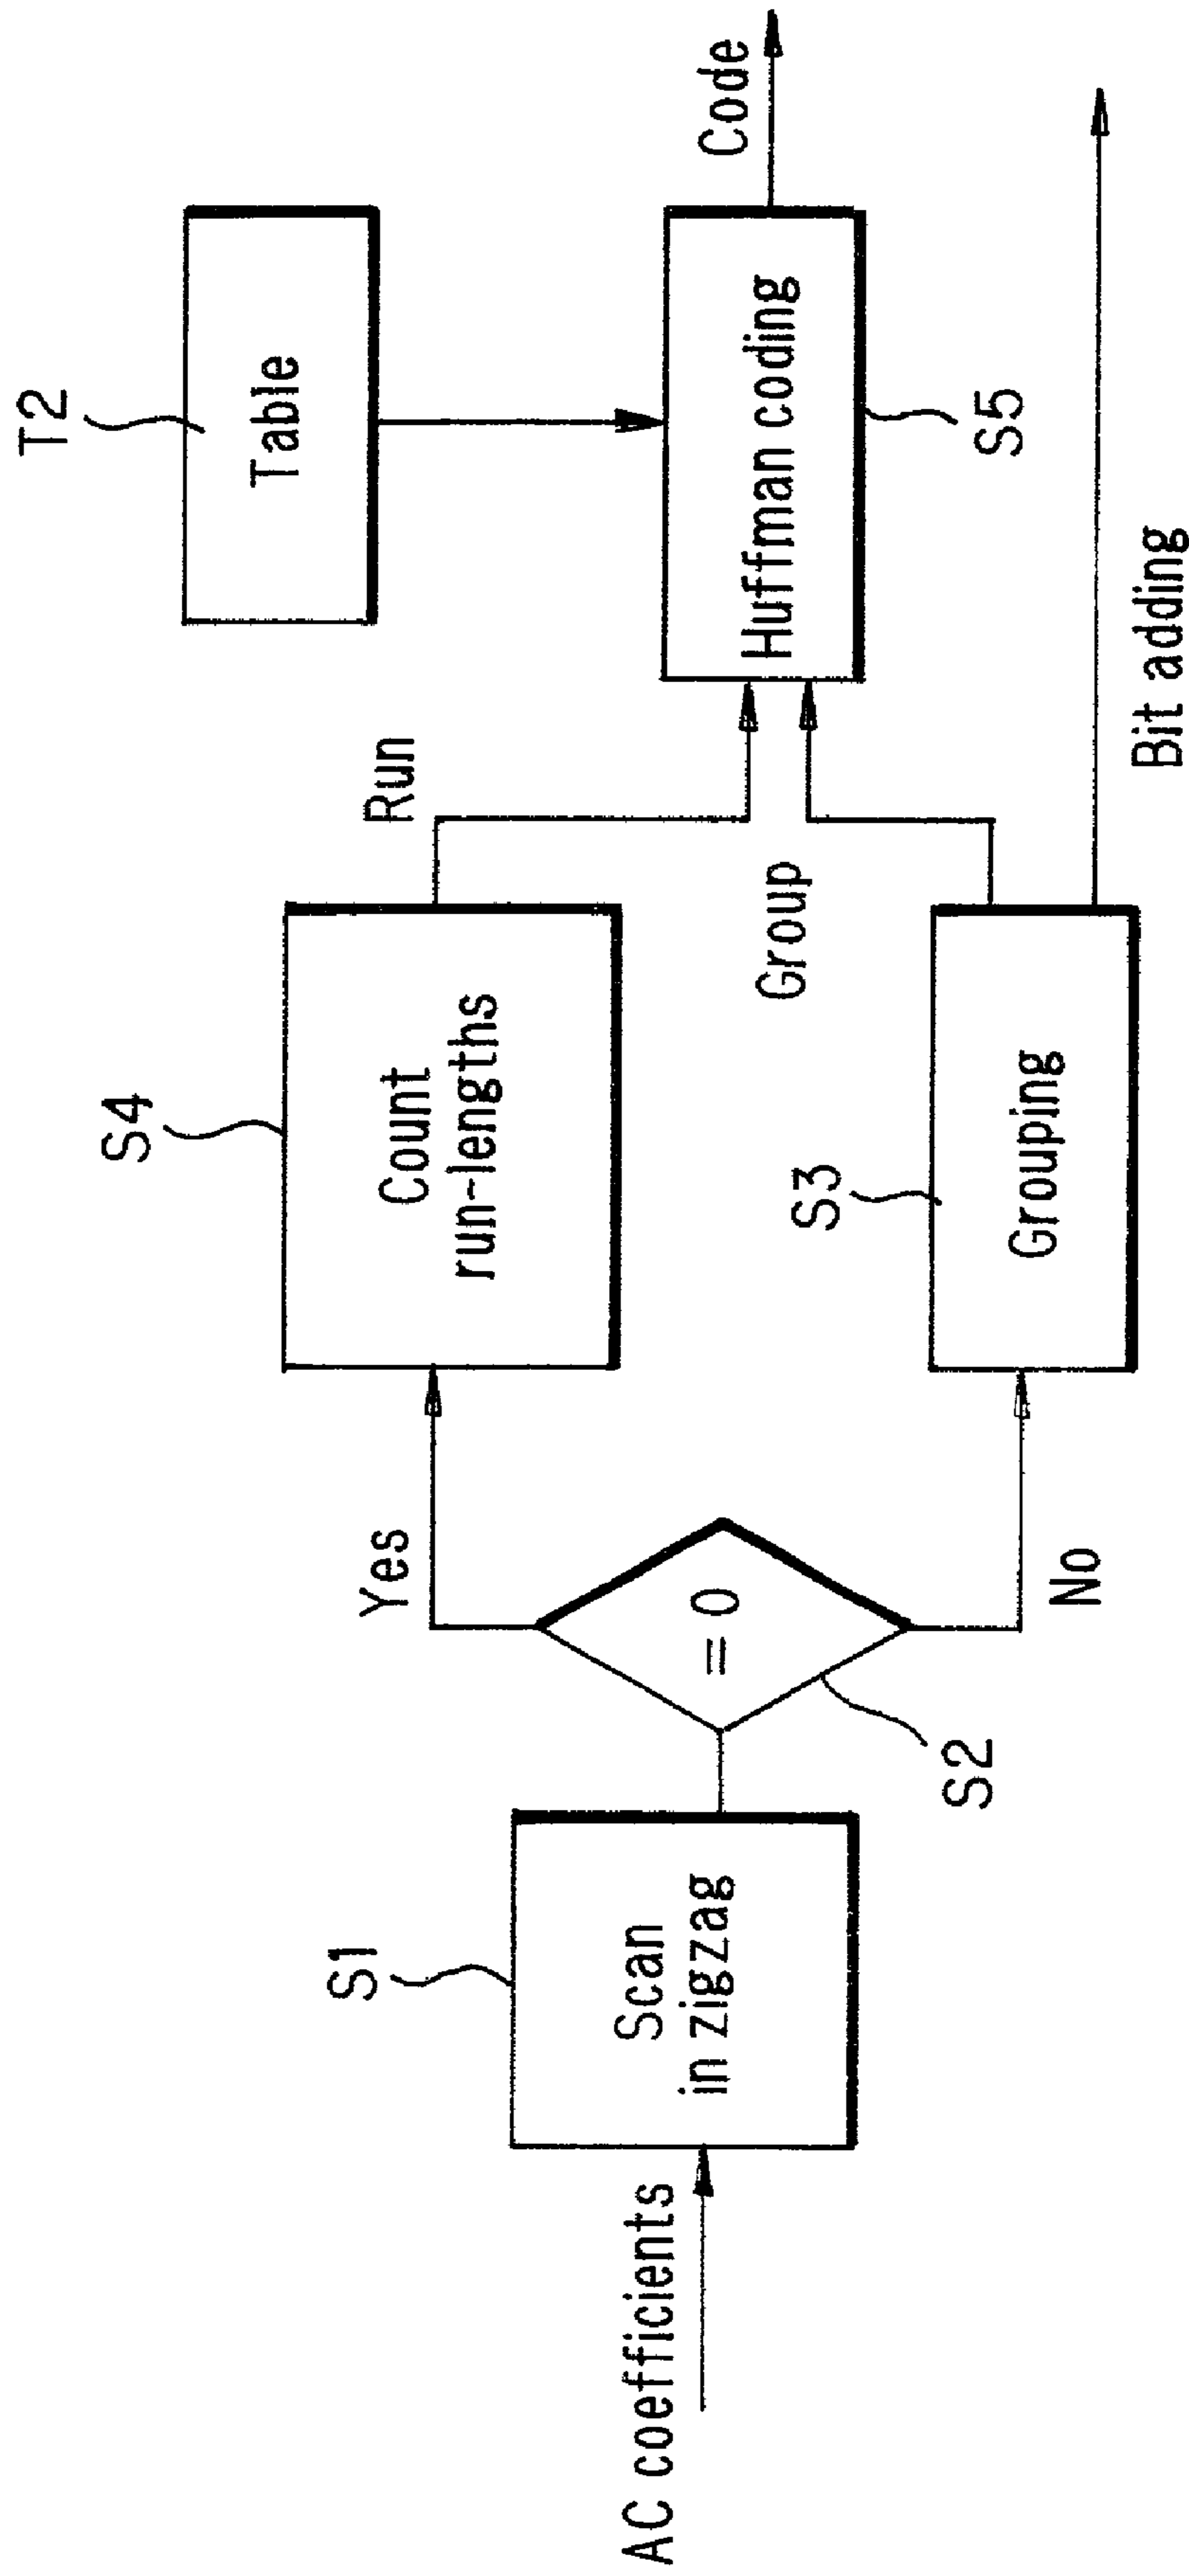 AC coefficients
S1
Scan
in zigzag
S2
= 0
Yes
No
S4
Count
run-lengths
S3
Grouping
Run
Group
Bit adding
T2
Table
Huffman coding
S5
Code